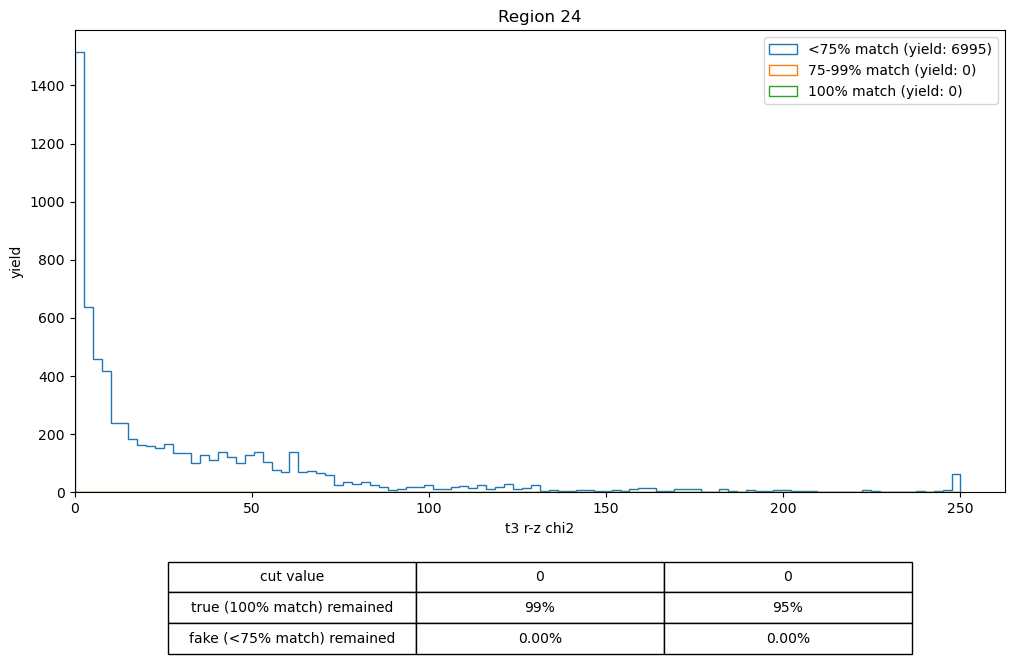 Region 24
<75% match (yield: 6995)
75-99% match (yield: 0)
100% match (yield: 0)
1400
1200
1000
800
600
400
200
0
yield
0 50 100 150 200 250
t3 r-z chi2
cut value 0 0
true (100% match) remained 99% 95%
fake (<75% match) remained 0.00% 0.00%